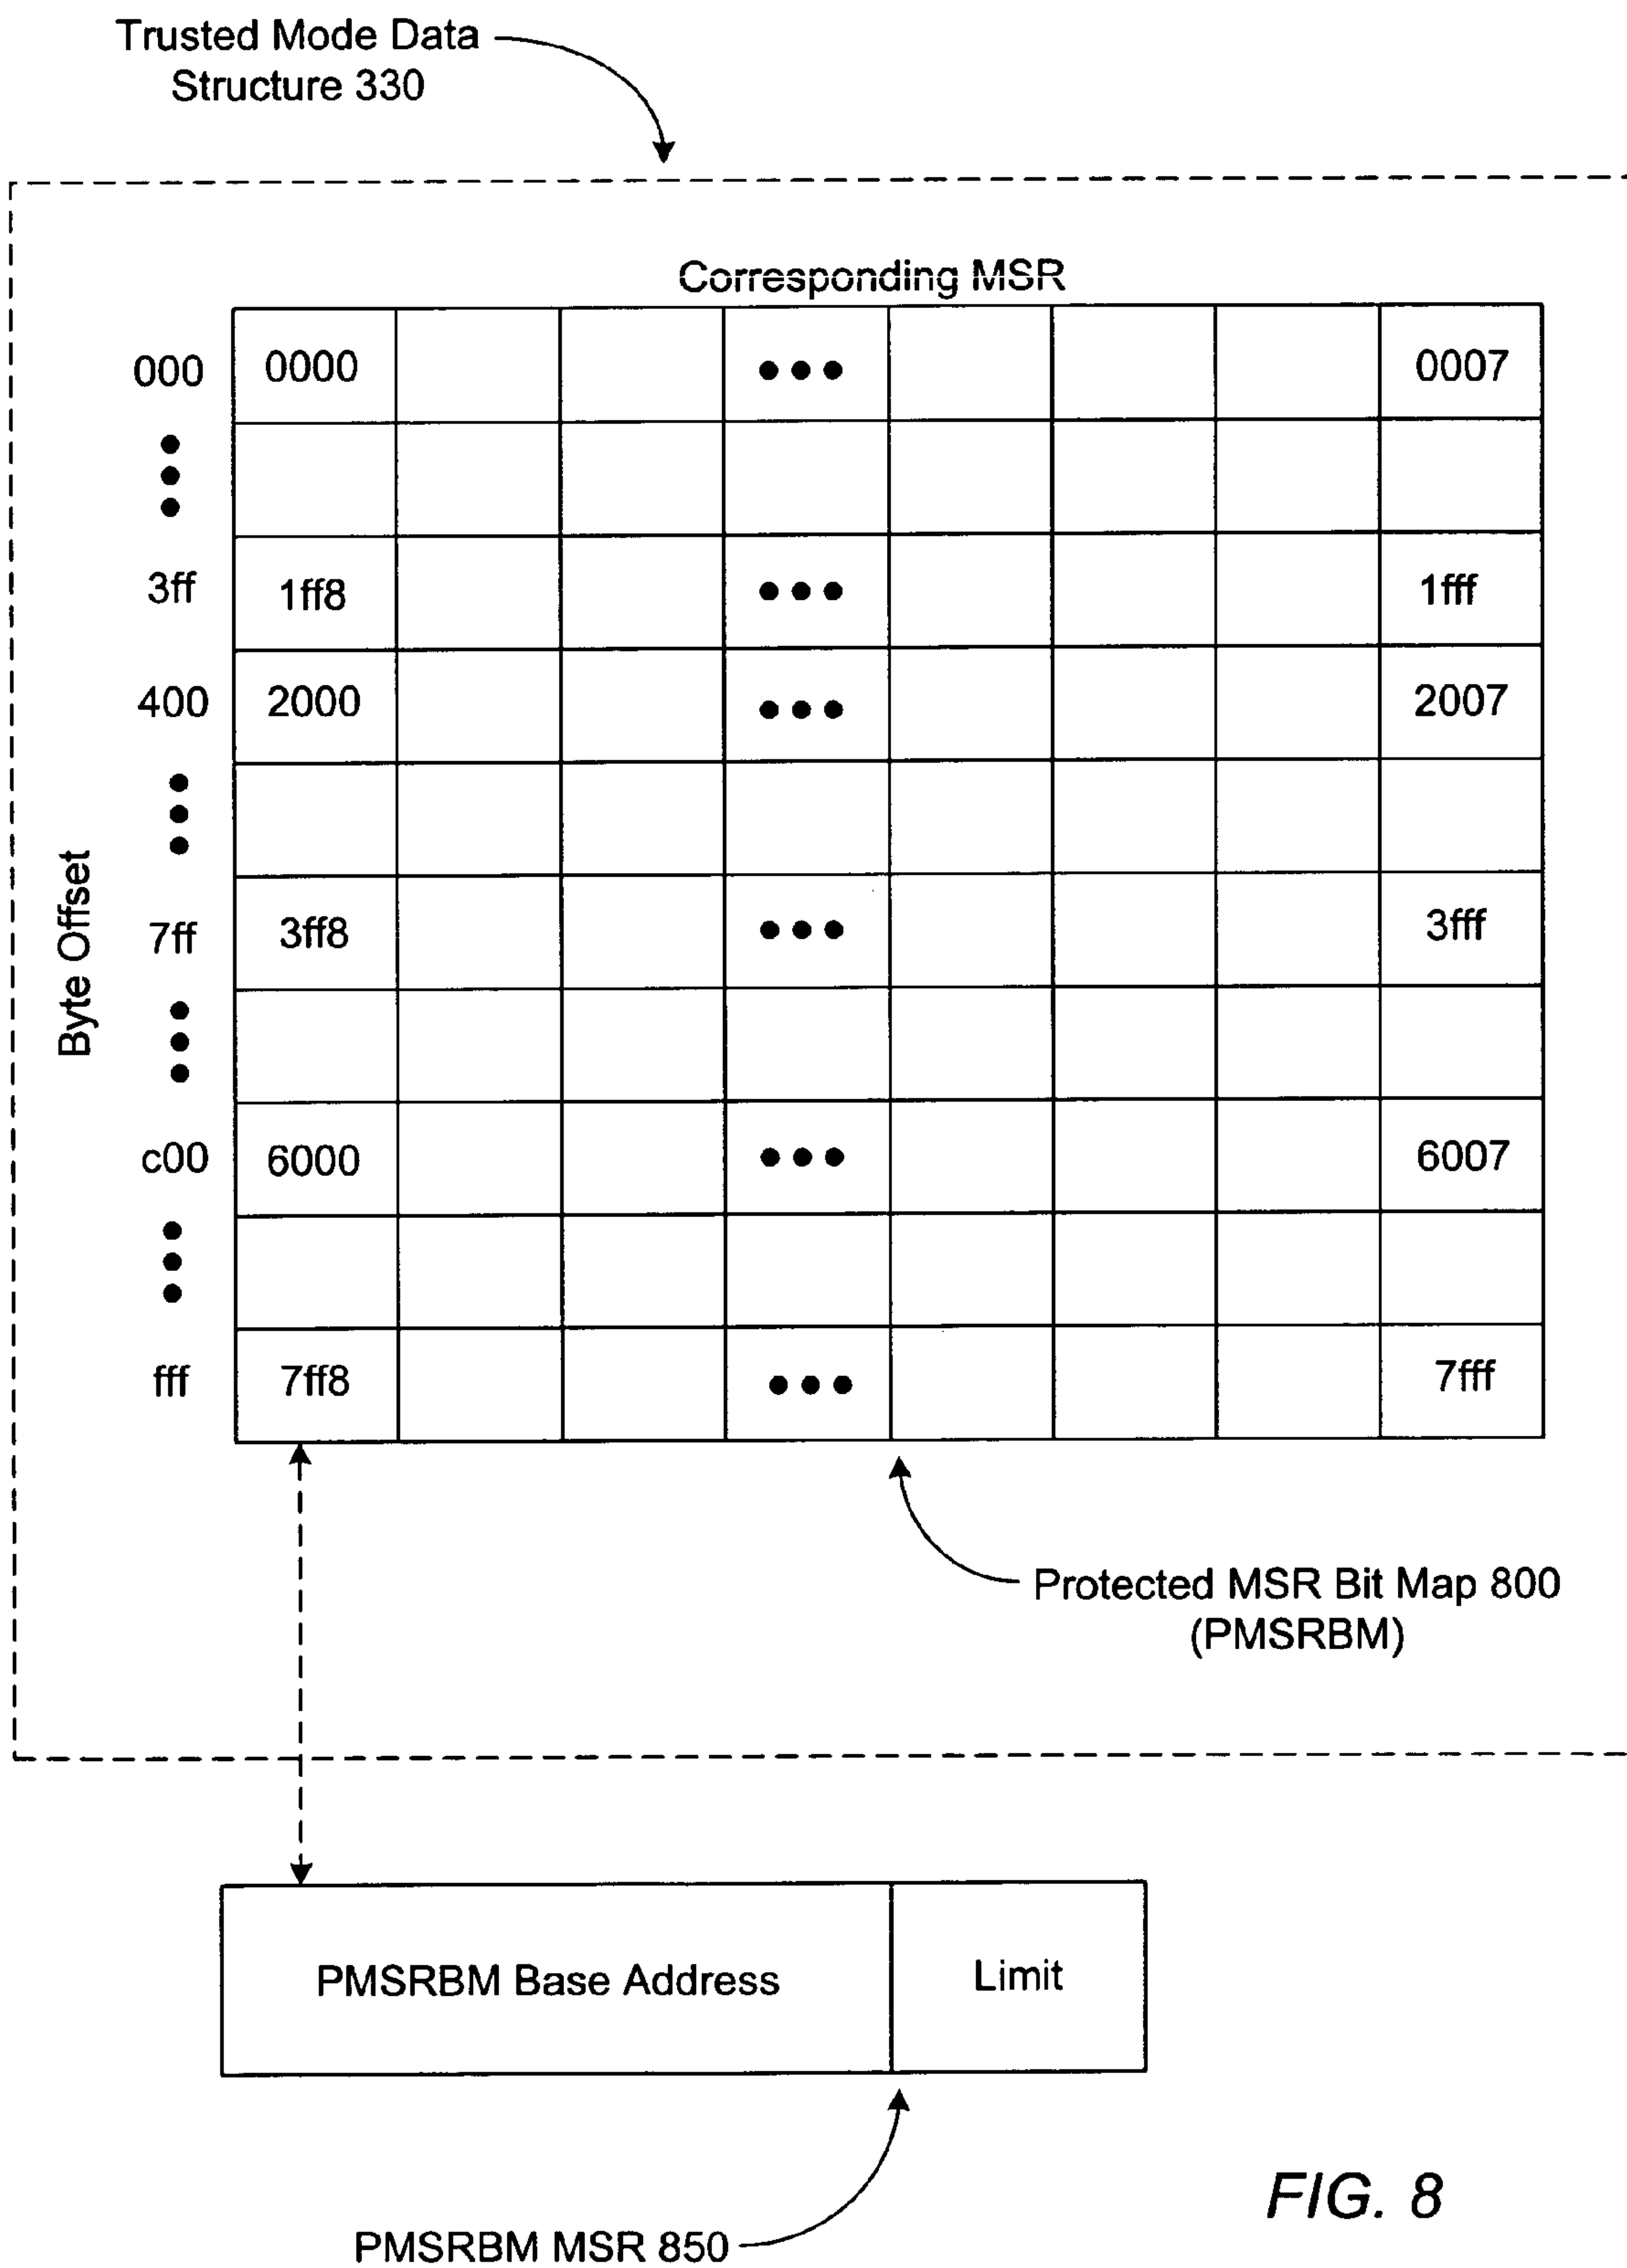 Trusted Mode Data
Structure 330
Corresponding MSR
000 0000 0007
3ff 1ff8 1fff
400 2000 2007
Byte Offset
7ff 3ff8 3fff
c00 6000 6007
fff 7ff8 7fff
Protected MSR Bit Map 800
(PMSRBM)
PMSRBM Base Address Limit
PMSRBM MSR 850
FIG. 8